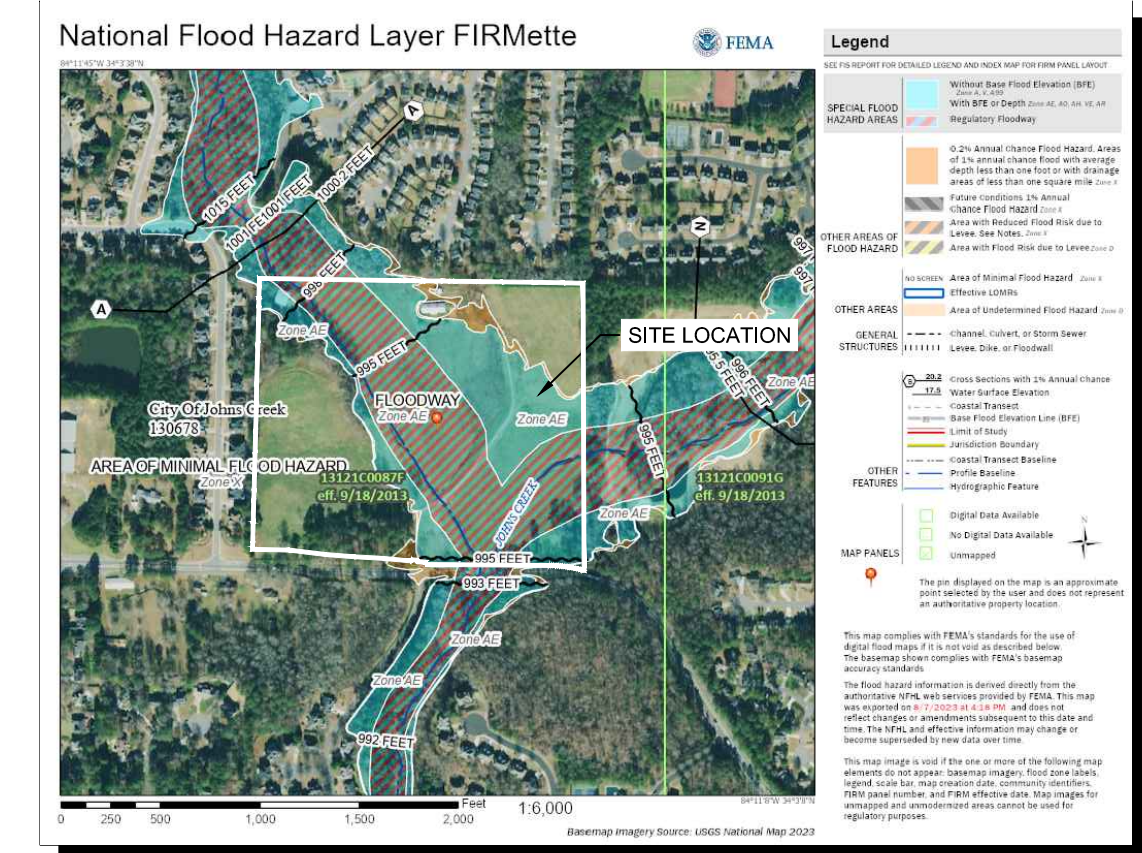 National Flood Hazard Layer FIRMette
FEMA
Legend
84°11'45"W 34°3'38"N
SEE FIS REPORT FOR DETAILED LEGEND AND INDEX MAP FOR FIRM PANEL LAYOUT
SPECIAL FLOOD
HAZARD AREAS
Without Base Flood Elevation (BFE)
Zone A, V, A99
With BFE or Depth Zone AE, AO, AH, VE, AR
Regulatory Floodway
0.2% Annual Chance Flood Hazard, Areas
of 1% annual chance flood with average
depth less than one foot or with drainage
areas of less than one square mile Zone X
Future Conditions 1% Annual
Chance Flood Hazard Zone X
Area with Reduced Flood Risk due to
Levee. See Notes. Zone X
Area with Flood Risk due to Levee Zone D
OTHER AREAS OF
FLOOD HAZARD
NO SCREEN Area of Minimal Flood Hazard Zone X
Effective LOMRs
OTHER AREAS
Area of Undetermined Flood Hazard Zone D
GENERAL
STRUCTURES
Channel, Culvert, or Storm Sewer
Levee, Dike, or Floodwall
B 20.2 Cross Sections with 1% Annual Chance
17.5 Water Surface Elevation
8 Coastal Transect
Base Flood Elevation Line (BFE)
Limit of Study
Jurisdiction Boundary
Coastal Transect Baseline
OTHER
FEATURES
Profile Baseline
Hydrographic Feature
Digital Data Available
No Digital Data Available
Unmapped
MAP PANELS
N
The pin displayed on the map is an approximate
point selected by the user and does not represent
an authoritative property location.
This map complies with FEMA's standards for the use of
digital flood maps if it is not void as described below.
The basemap shown complies with FEMA's basemap
accuracy standards
The flood hazard information is derived directly from the
authoritative NFHL web services provided by FEMA. This map
was exported on 8/7/2023 at 4:18 PM and does not
reflect changes or amendments subsequent to this date and
time. The NFHL and effective information may change or
become superseded by new data over time.
This map image is void if the one or more of the following map
elements do not appear: basemap imagery, flood zone labels,
legend, scale bar, map creation date, community identifiers,
FIRM panel number, and FIRM effective date. Map images for
unmapped and unmodernized areas cannot be used for
regulatory purposes.
A
1015 FEET
1001 FE
1001 FEET
1000.2 FEET
N
A
998 FEET
Zone AE
995 FEET
SITE LOCATION
996 FEET
Zone AE
FLOODWAY
Zone AE
Zone AE
995 FEET
City Of Johns Creek
130678
AREA OF MINIMAL FLOOD HAZARD
Zone X
13121C0087F
eff. 9/18/2013
13121C0091G
eff. 9/18/2013
JOHNS CREEK
Zone AE
995 FEET
993 FEET
Zone AE
Zone AE
992 FEET
Feet
0 250 500 1,000 1,500 2,000
1:6,000
84°11'8"W 34°3'8"N
Basemap Imagery Source: USGS National Map 2023